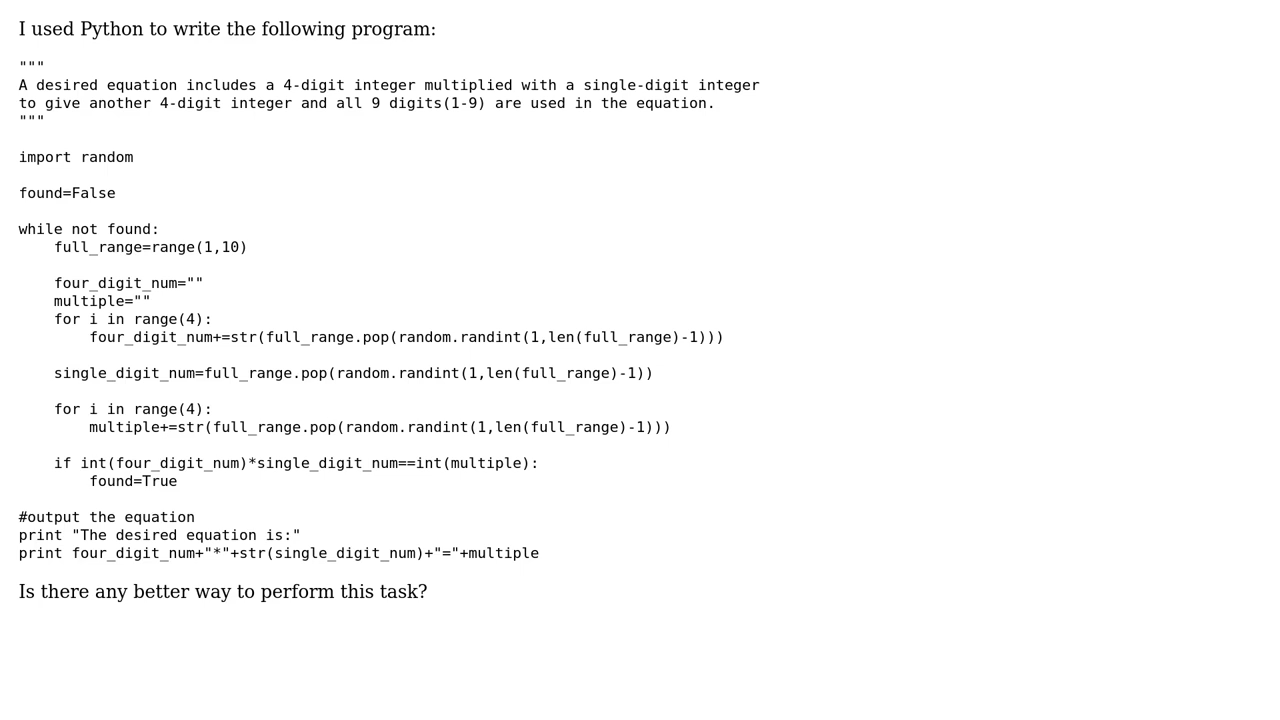 I used Python to write the following program:
"""
A desired equation includes a 4-digit integer multiplied with a single-digit integer
to give another 4-digit integer and all 9 digits(1-9) are used in the equation.
"""
import random
found=False
while not found:
    full_range=range(1,10)
    four_digit_num=""
    multiple=""
    for i in range(4):
        four_digit_num+=str(full_range.pop(random.randint(1,len(full_range)-1)))
    single_digit_num=full_range.pop(random.randint(1,len(full_range)-1))
    for i in range(4):
        multiple+=str(full_range.pop(random.randint(1,len(full_range)-1)))
    if int(four_digit_num)*single_digit_num==int(multiple):
        found=True
#output the equation
print "The desired equation is:"
print four_digit_num+"*"+str(single_digit_num)+"="+multiple
Is there any better way to perform this task?